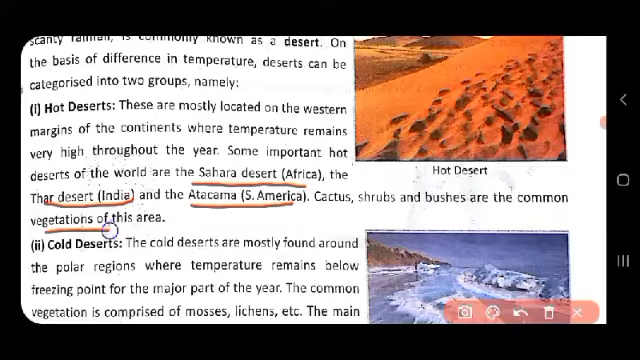 scanty rainfall, is commonly known as a desert. On
the basis of difference in temperature, deserts can be
categorised into two groups, namely:
(i) Hot Deserts: These are mostly located on the western
margins of the continents where temperature remains
very high throughout the year. Some important hot
deserts of the world are the Sahara desert (Africa), the
Thar desert (India) and the Atacama (S. America). Cactus, shrubs and bushes are the common
vegetations of this area.
Hot Desert
(ii) Cold Deserts: The cold deserts are mostly found around
the polar regions where temperature remains below
freezing point for the major part of the year. The common
vegetation is comprised of mosses, lichens, etc. The main